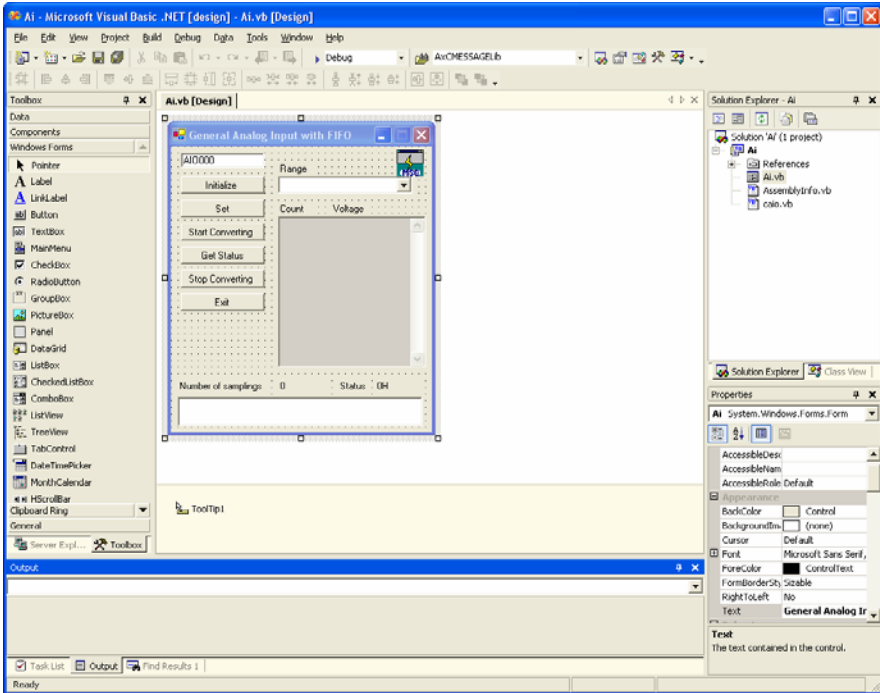 Ai - Microsoft Visual Basic .NET [design] - Ai.vb [Design]
File Edit View Project Build Debug Data Tools Window Help
Debug AxCMESSAGELib
Toolbox
Data
Components
Windows Forms
Pointer
Label
LinkLabel
Button
TextBox
MainMenu
CheckBox
RadioButton
GroupBox
PictureBox
Panel
DataGrid
ListBox
CheckedListBox
ComboBox
ListView
TreeView
TabControl
DateTimePicker
MonthCalendar
HScrollBar
Clipboard Ring
General
Server Expl... Toolbox
Ai.vb [Design]
General Analog Input with FIFO
AIO000
Initialize
Set
Start Converting
Get Status
Stop Converting
Exit
Range
MSG
Count Voltage
Number of samplings 0 Status 0H
ToolTip1
Solution Explorer - Ai
Solution 'Ai' (1 project)
Ai
References
Ai.vb
AssemblyInfo.vb
caio.vb
Solution Explorer Class View
Properties
Ai System.Windows.Forms.Form
AccessibleDesc
AccessibleNam
AccessibleRole Default
Appearance
BackColor Control
BackgroundIm (none)
Cursor Default
Font Microsoft Sans Serif,
ForeColor ControlText
FormBorderSty Sizable
RightToLeft No
Text General Analog Ir
Text
The text contained in the control.
Output
Task List Output Find Results 1
Ready